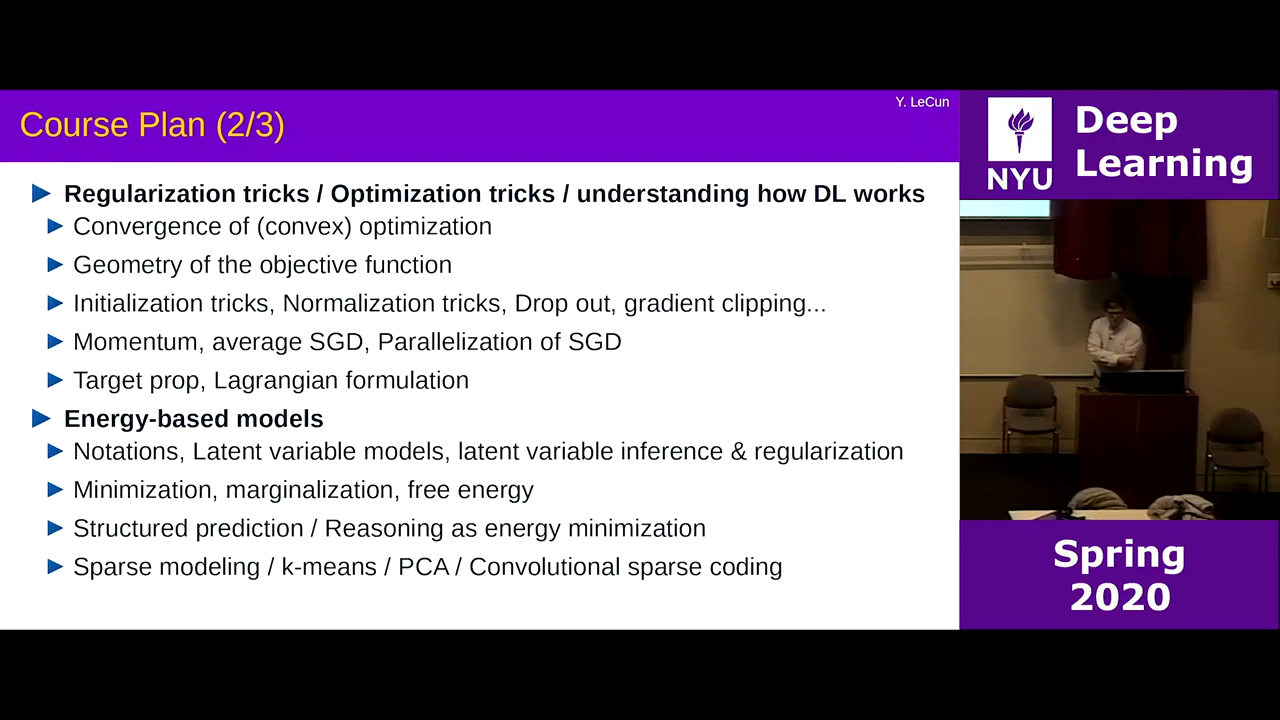 Y. LeCun
Course Plan (2/3)
Regularization tricks / Optimization tricks / understanding how DL works
Convergence of (convex) optimization
Geometry of the objective function
Initialization tricks, Normalization tricks, Drop out, gradient clipping...
Momentum, average SGD, Parallelization of SGD
Target prop, Lagrangian formulation
Energy-based models
Notations, Latent variable models, latent variable inference & regularization
Minimization, marginalization, free energy
Structured prediction / Reasoning as energy minimization
Sparse modeling / k-means / PCA / Convolutional sparse coding
NYU
Deep
Learning
Spring
2020